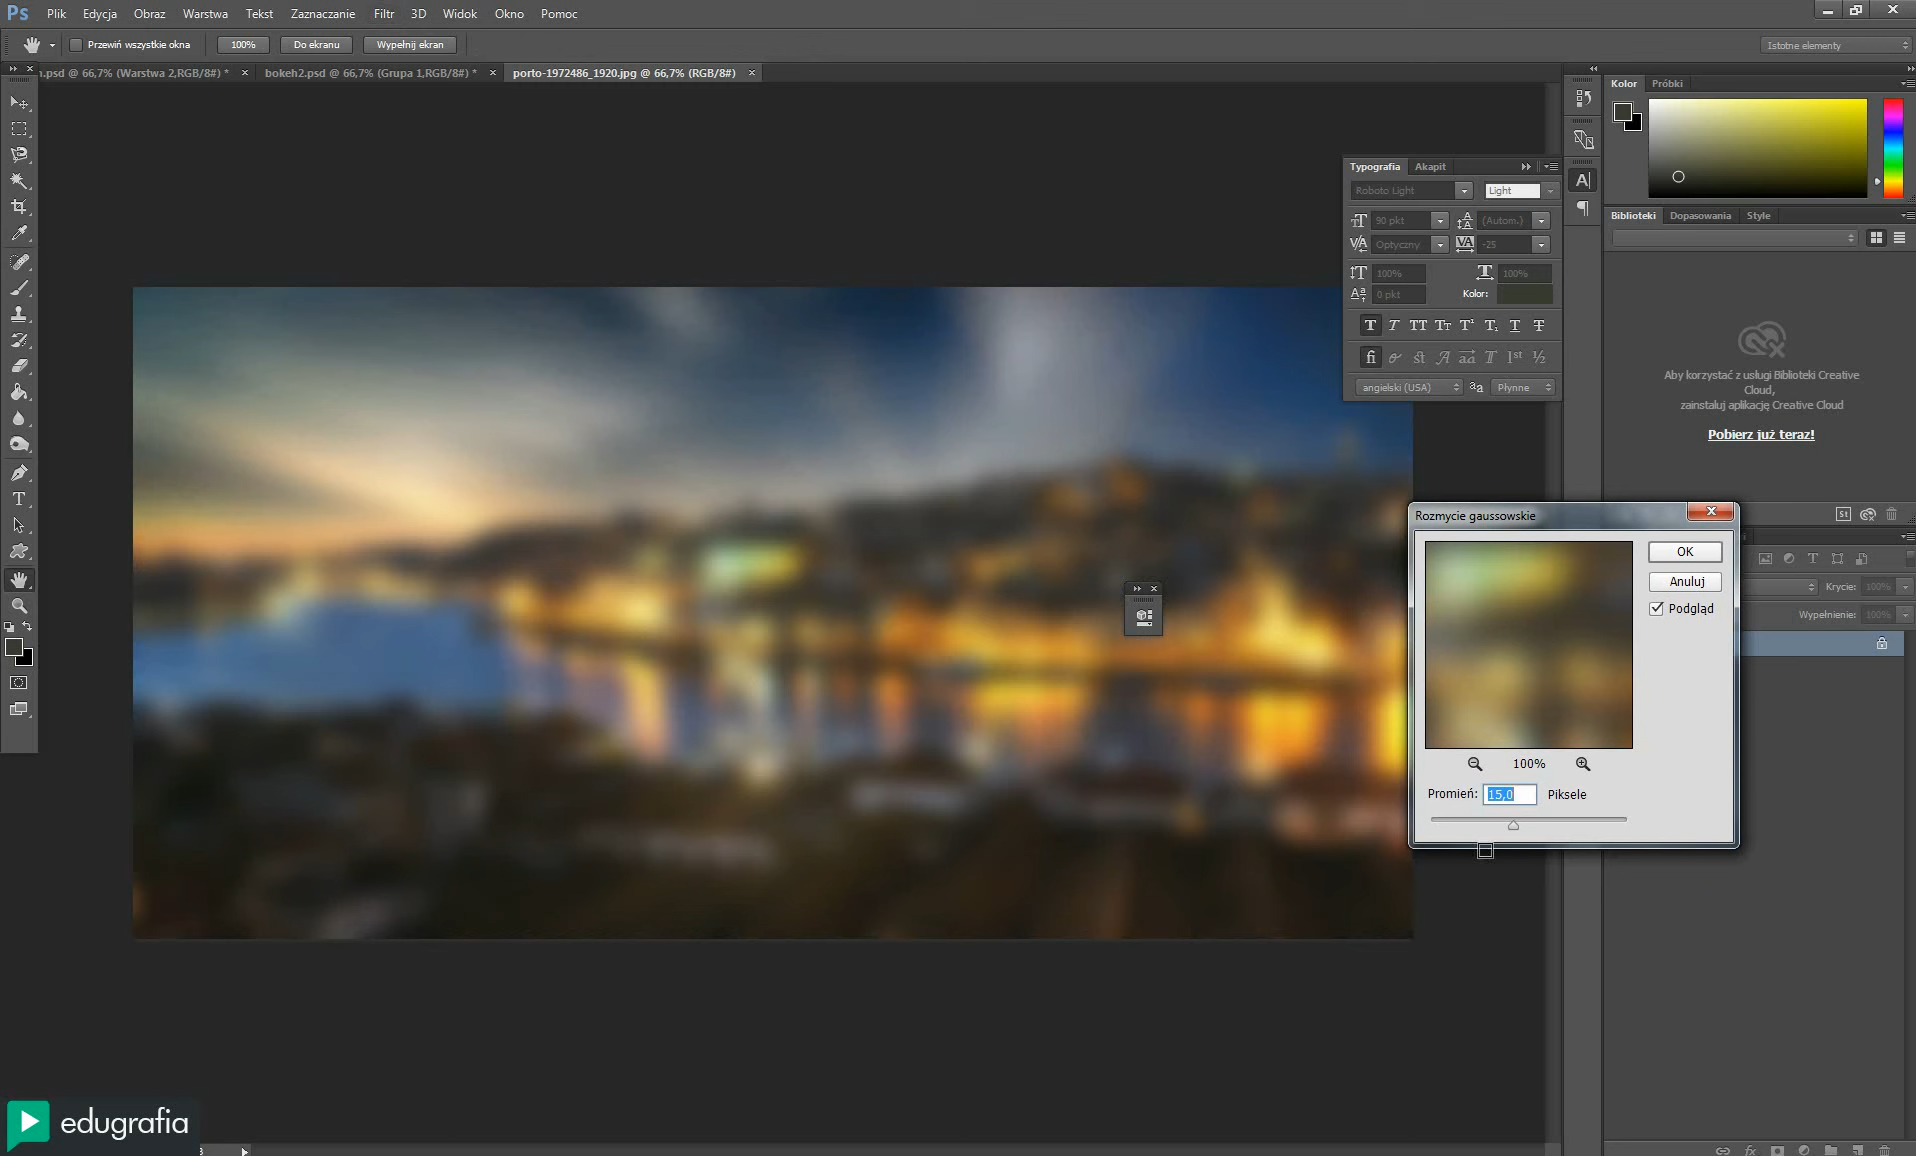 Ps Plik Edycja Obraz Warstwa Tekst Zaznaczanie Filtr 3D Widok Okno Pomoc
Przewiń wszystkie okna 100% Do ekranu Wypełnij ekran Istotne elementy
.psd @ 66,7% (Warstwa 2,RGB/8#) * bokeh2.psd @ 66,7% (Grupa 1,RGB/8#) * porto-1972486_1920.jpg @ 66,7% (RGB/8#)
Kolor Próbki
Typografia Akapit
Roboto Light Light
90 pkt (Autom.)
Optyczny -25
100% 100%
0 pkt Kolor:
angielski (USA) Płynne
Biblioteki Dopasowania Style
Aby korzystać z usługi Biblioteki Creative
Cloud,
zainstaluj aplikację Creative Cloud
Pobierz już teraz!
St
Rozmycie gaussowskie
OK
Anuluj
Podgląd
100%
Promień: 15,0 Piksele
Krycie: 100%
Wypełnienie: 100%
edugrafia